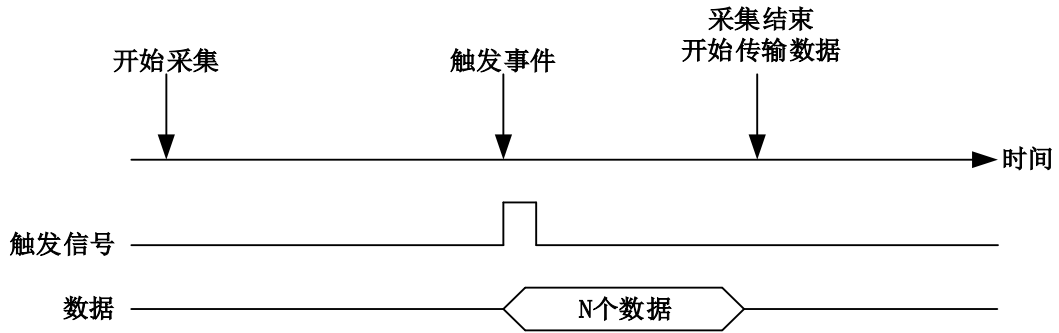 采集结束
开始传输数据
开始采集
触发事件
时间
触发信号
数据
N个数据